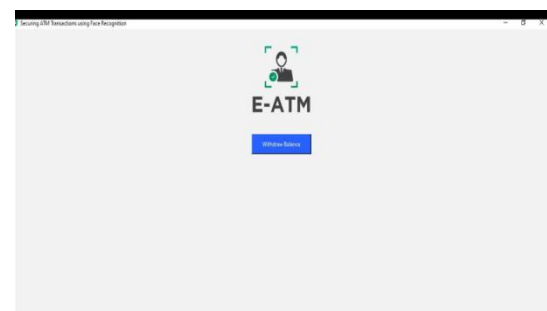 Securing ATM Transactions using Face Recognition
E-ATM
Withdraw Balance